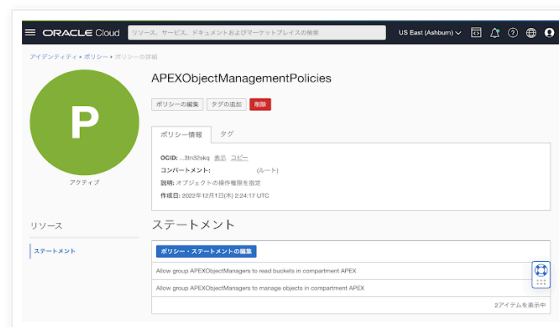 ORACLE Cloud
リソース、サービス、ドキュメントおよびマーケットプレイスの検索
US East (Ashburn)
アイデンティティ • ポリシー • ポリシーの詳細
P
アクティブ
APEXObjectManagementPolicies
ポリシーの編集 タグの追加 削除
ポリシー情報 タグ
OCID: ...3tn32skq 表示 コピー
コンパートメント: (ルート)
説明: オブジェクトの操作権限を指定
作成日: 2022年12月1日(木) 2:24:17 UTC
リソース
ステートメント
ステートメント
ポリシー・ステートメントの編集
Allow group APEXObjectManagers to read buckets in compartment APEX
Allow group APEXObjectManagers to manage objects in compartment APEX
2アイテムを表示中